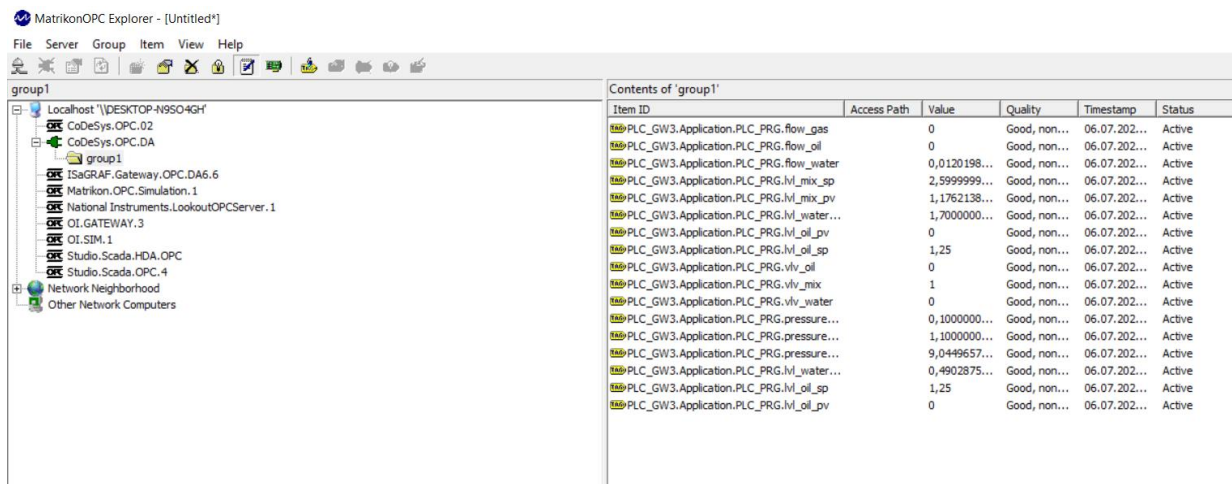 MatrikonOPC Explorer - [Untitled*]
File Server Group Item View Help
group1
Localhost '\\DESKTOP-N9SO4GH'
CoDeSys.OPC.02
CoDeSys.OPC.DA
group1
ISaGRAF.Gateway.OPC.DA6.6
Matrikon.OPC.Simulation.1
National Instruments.LookoutOPCServer.1
OI.GATEWAY.3
OI.SIM.1
Studio.Scada.HDA.OPC
Studio.Scada.OPC.4
Network Neighborhood
Other Network Computers
Contents of 'group1'
Item ID Access Path Value Quality Timestamp Status
PLC_GW3.Application.PLC_PRG.flow_gas 0 Good, non... 06.07.202... Active
PLC_GW3.Application.PLC_PRG.flow_oil 0 Good, non... 06.07.202... Active
PLC_GW3.Application.PLC_PRG.flow_water 0,0120198... Good, non... 06.07.202... Active
PLC_GW3.Application.PLC_PRG.lvl_mix_sp 2,5999999... Good, non... 06.07.202... Active
PLC_GW3.Application.PLC_PRG.lvl_mix_pv 1,1762138... Good, non... 06.07.202... Active
PLC_GW3.Application.PLC_PRG.lvl_water... 1,7000000... Good, non... 06.07.202... Active
PLC_GW3.Application.PLC_PRG.lvl_oil_pv 0 Good, non... 06.07.202... Active
PLC_GW3.Application.PLC_PRG.lvl_oil_sp 1,25 Good, non... 06.07.202... Active
PLC_GW3.Application.PLC_PRG.vlv_oil 0 Good, non... 06.07.202... Active
PLC_GW3.Application.PLC_PRG.vlv_mix 1 Good, non... 06.07.202... Active
PLC_GW3.Application.PLC_PRG.vlv_water 0 Good, non... 06.07.202... Active
PLC_GW3.Application.PLC_PRG.pressure... 0,1000000... Good, non... 06.07.202... Active
PLC_GW3.Application.PLC_PRG.pressure... 1,1000000... Good, non... 06.07.202... Active
PLC_GW3.Application.PLC_PRG.pressure... 9,0449657... Good, non... 06.07.202... Active
PLC_GW3.Application.PLC_PRG.lvl_water... 0,4902875... Good, non... 06.07.202... Active
PLC_GW3.Application.PLC_PRG.lvl_oil_sp 1,25 Good, non... 06.07.202... Active
PLC_GW3.Application.PLC_PRG.lvl_oil_pv 0 Good, non... 06.07.202... Active